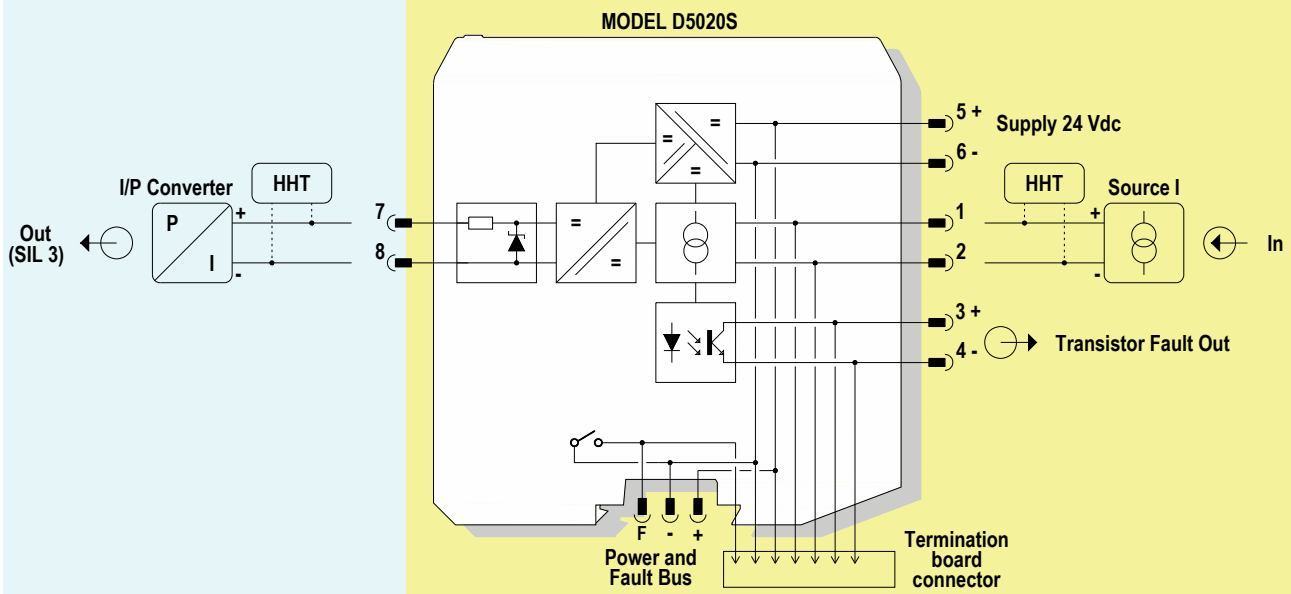 MODEL D5020S
5 +
Supply 24 Vdc
6 -
I/P Converter
HHT
HHT
Source I
P
I
+
-
7
8
=
=
=
=
=
1
2
+
-
Out
(SIL 3)
In
3 +
4 -
Transistor Fault Out
F - +
Power and
Fault Bus
Termination
board
connector